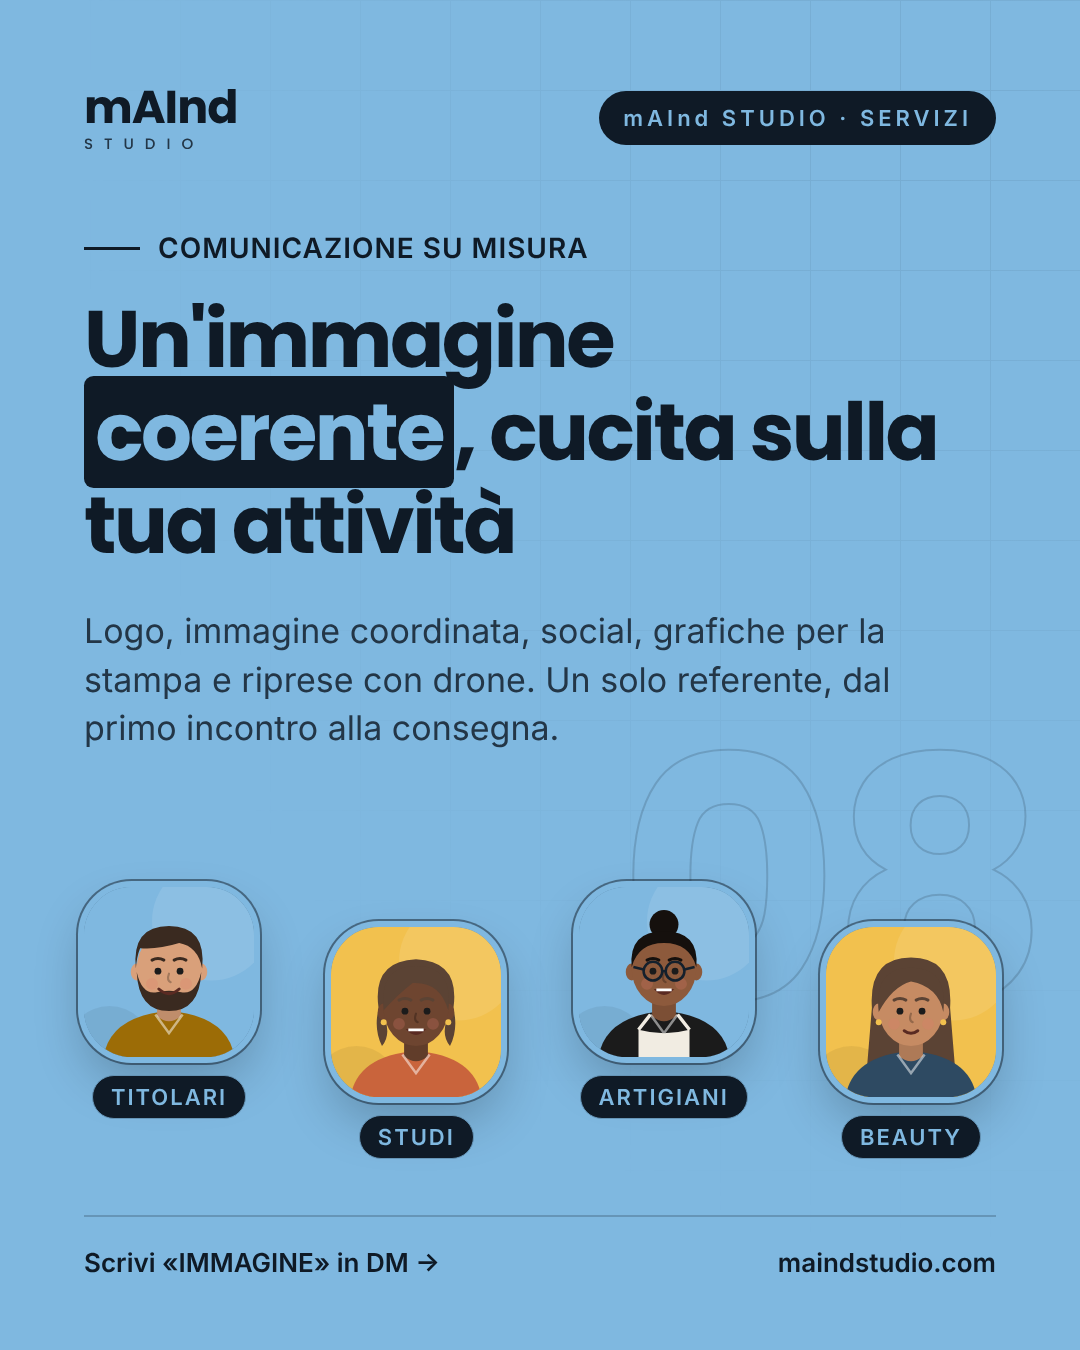 mAInd
STUDIO
mAInd STUDIO · SERVIZI
COMUNICAZIONE SU MISURA
Un'immagine
coerente, cucita sulla
tua attività
Logo, immagine coordinata, social, grafiche per la
stampa e riprese con drone. Un solo referente, dal
primo incontro alla consegna.
08
TITOLARI
STUDI
ARTIGIANI
BEAUTY
Scrivi «IMMAGINE» in DM →
maindstudio.com